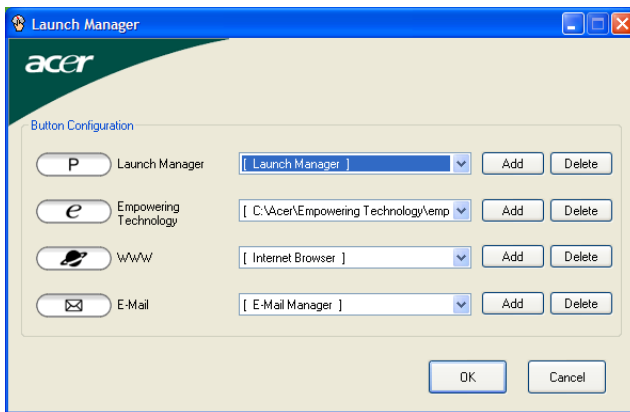 Launch Manager
acer
Button Configuration
P Launch Manager [ Launch Manager ] Add Delete
e Empowering Technology [ C:\Acer\Empowering Technology\emp Add Delete
WWW [ Internet Browser ] Add Delete
E-Mail [ E-Mail Manager ] Add Delete
OK Cancel